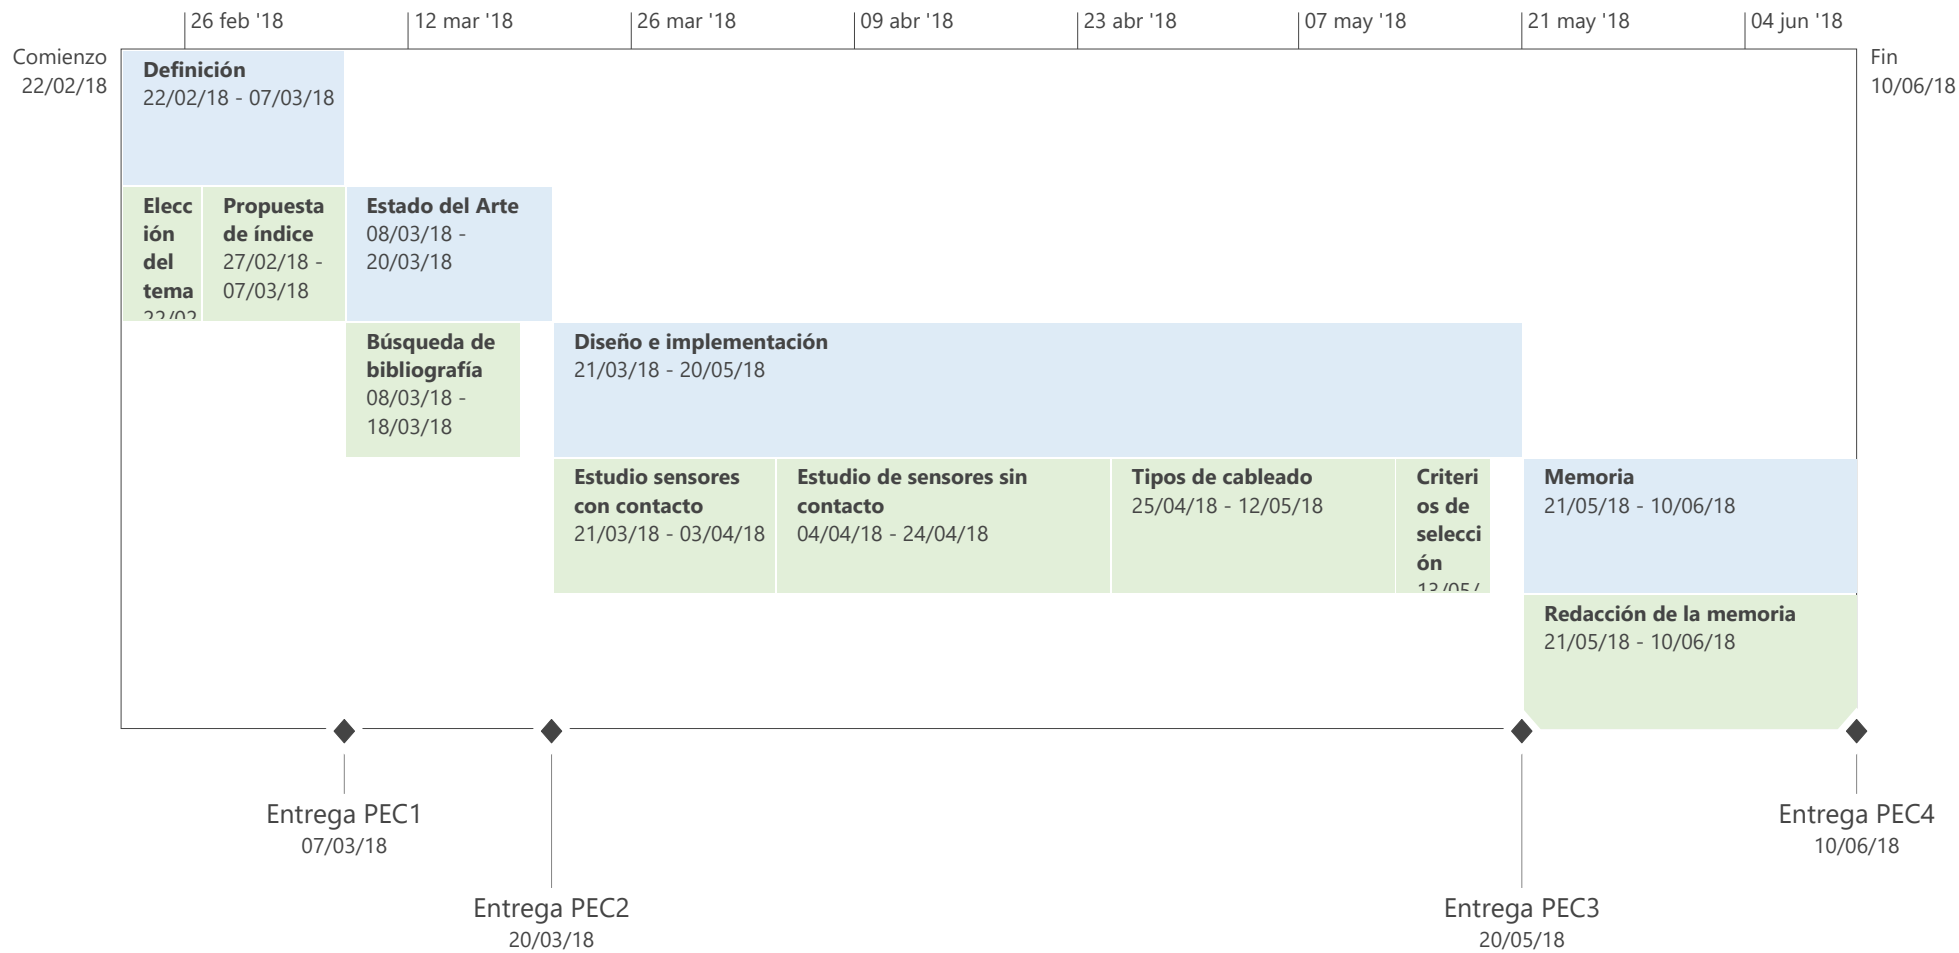 26 feb '18
12 mar '18
26 mar '18
09 abr '18
23 abr '18
07 may '18
21 may '18
04 jun '18
Comienzo
22/02/18
Fin
10/06/18
Definición
22/02/18 - 07/03/18
Elecc
ión
del
tema
22/02
Propuesta
de índice
27/02/18 -
07/03/18
Estado del Arte
08/03/18 -
20/03/18
Búsqueda de
bibliografía
08/03/18 -
18/03/18
Diseño e implementación
21/03/18 - 20/05/18
Estudio sensores
con contacto
21/03/18 - 03/04/18
Estudio de sensores sin
contacto
04/04/18 - 24/04/18
Tipos de cableado
25/04/18 - 12/05/18
Criteri
os de
selecci
ón
13/05/
Memoria
21/05/18 - 10/06/18
Redacción de la memoria
21/05/18 - 10/06/18
Entrega PEC1
07/03/18
Entrega PEC2
20/03/18
Entrega PEC3
20/05/18
Entrega PEC4
10/06/18